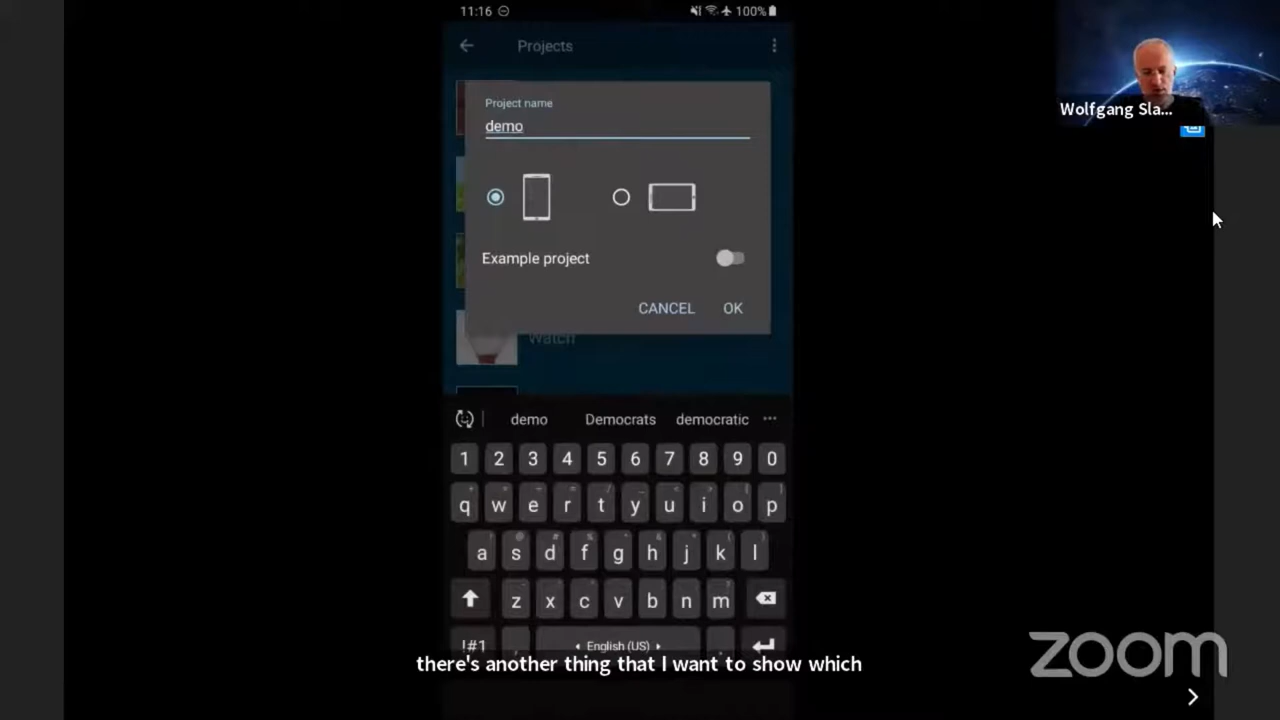 11:16
100%
Projects
Wolfgang Sla...
Project name
demo
Example project
CANCEL OK
Watch
demo Democrats democratic
1 2 3 4 5 6 7 8 9 0
q w e r t y u i o p
a s d f g h j k l
z x c v b n m
!#1 , English (US) .
there's another thing that I want to show which
zoom